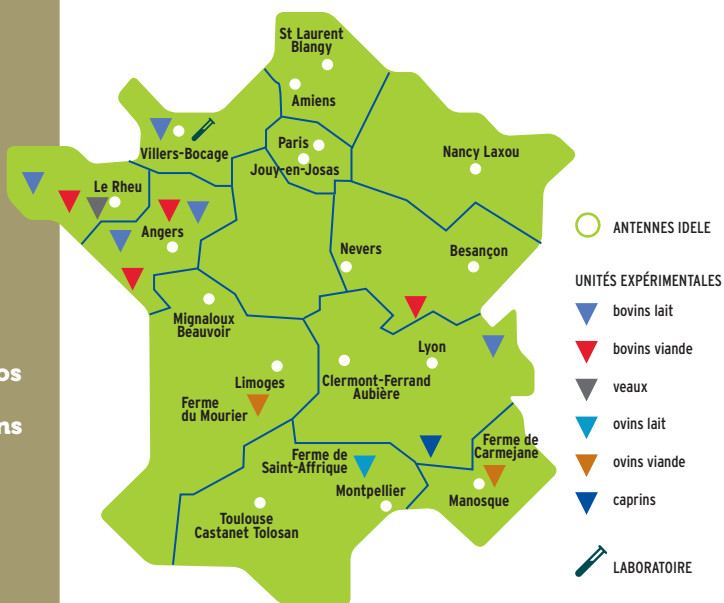 St Laurent
Blangy
Amiens
Villers-Bocage
Paris
Jouy-en-Josas
Nancy Laxou
Le Rheu
Angers
Nevers
Besançon
Mignaloux
Beauvoir
Lyon
Limoges
Clermont-Ferrand
Aubière
Ferme
du Mourier
Ferme de
Saint-Affrique
Ferme de
Carmejane
Montpellier
Manosque
Toulouse
Castanet Tolosan
ANTENNES IDELE
UNITÉS EXPÉRIMENTALES
bovins lait
bovins viande
veaux
ovins lait
ovins viande
caprins
LABORATOIRE
os
ns